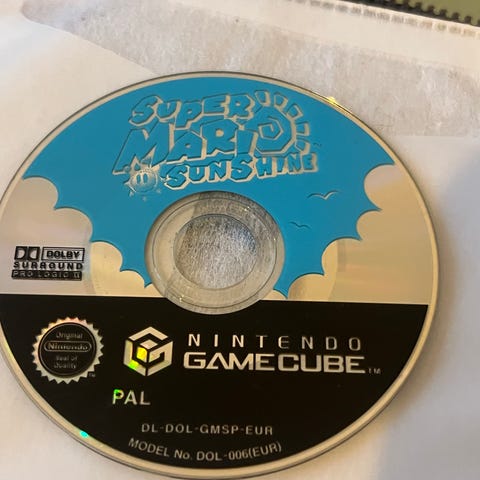 SUPER
MARIO
SUNSHINE
DOLBY
SURROUND
PRO LOGIC II
Original
Nintendo
Seal of
Quality
NINTENDO
GAMECUBE™
PAL
DL-DOL-GMSP-EUR
MODEL No. DOL-006(EUR)